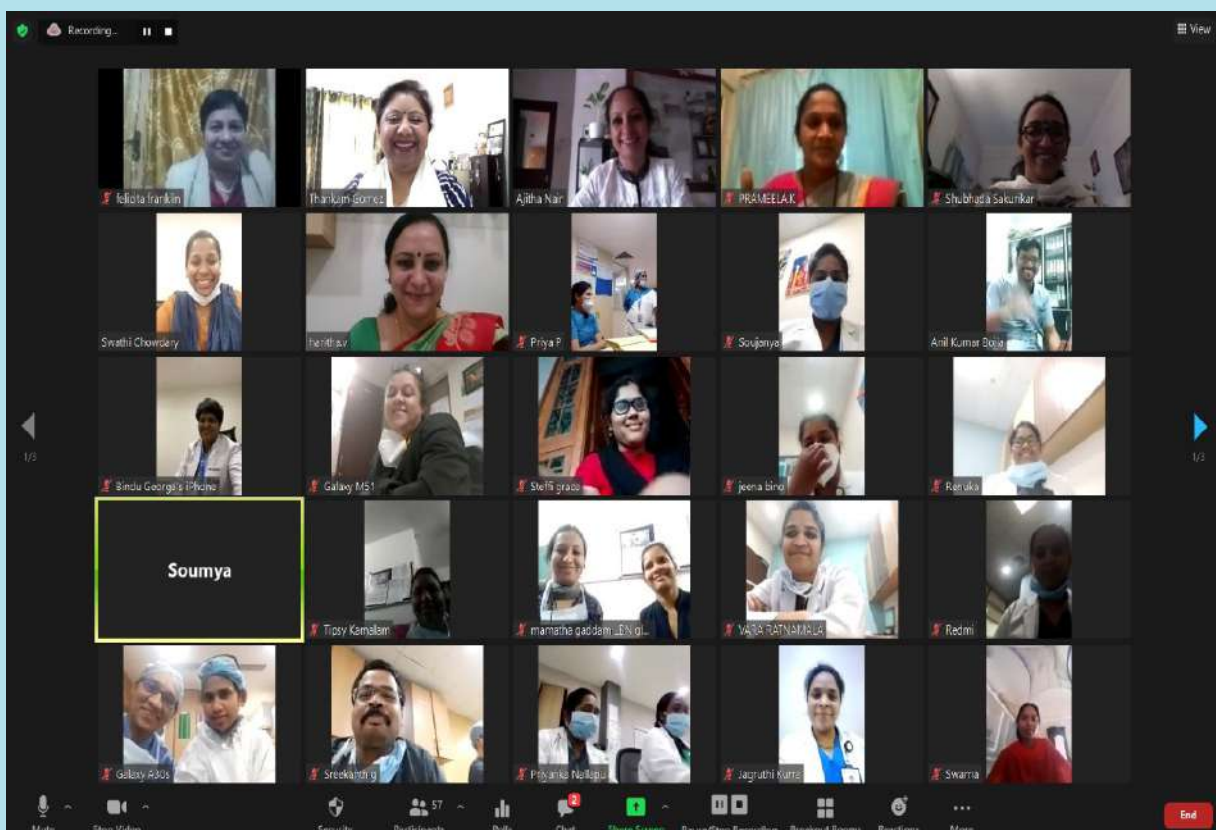 Recording...
View
felicita franklin
Thankam Gomez
Ajitha Nair
PRAMEELA.K
Shubhada Sakurikar
Swathi Chowdary
haritha.v
Priya P
Soujanya
Anil Kumar
1/3
Bindu George's iPhone
Galaxy M51
Steffi grace
jeena bino
Renuka
1/3
Soumya
Tipsy Kamalam
mamatha gaddam
VARA RATNAMALA
Redmi
Galaxy A30s
Sreekanth g
Priyanka Nallapu
Jagruthi Kurra
Swarna
57
2
End